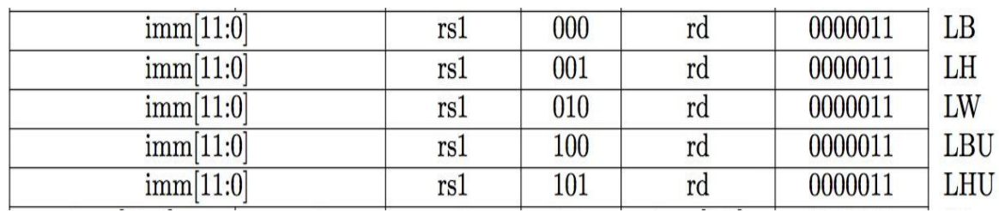 imm[11:0] rs1 000 rd 0000011 LB
imm[11:0] rs1 001 rd 0000011 LH
imm[11:0] rs1 010 rd 0000011 LW
imm[11:0] rs1 100 rd 0000011 LBU
imm[11:0] rs1 101 rd 0000011 LHU